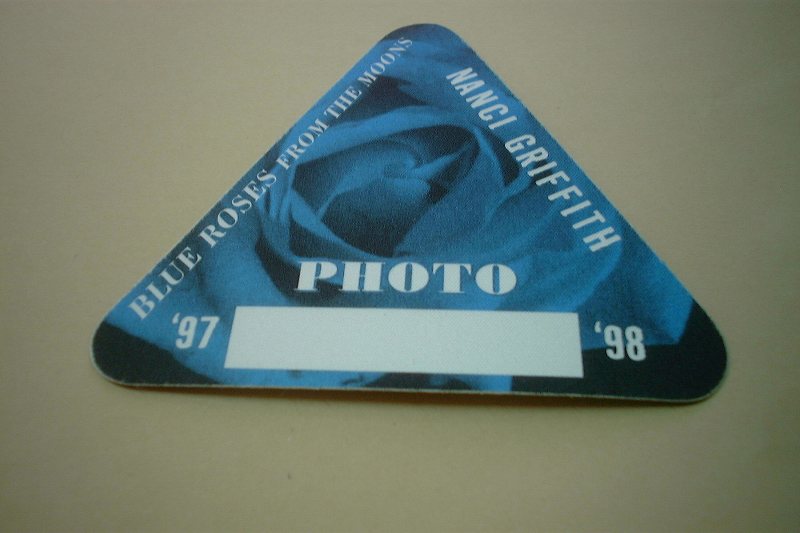 BLUE ROSES FROM THE MOONS
NANCI GRIFFITH
PHOTO
'97
'98